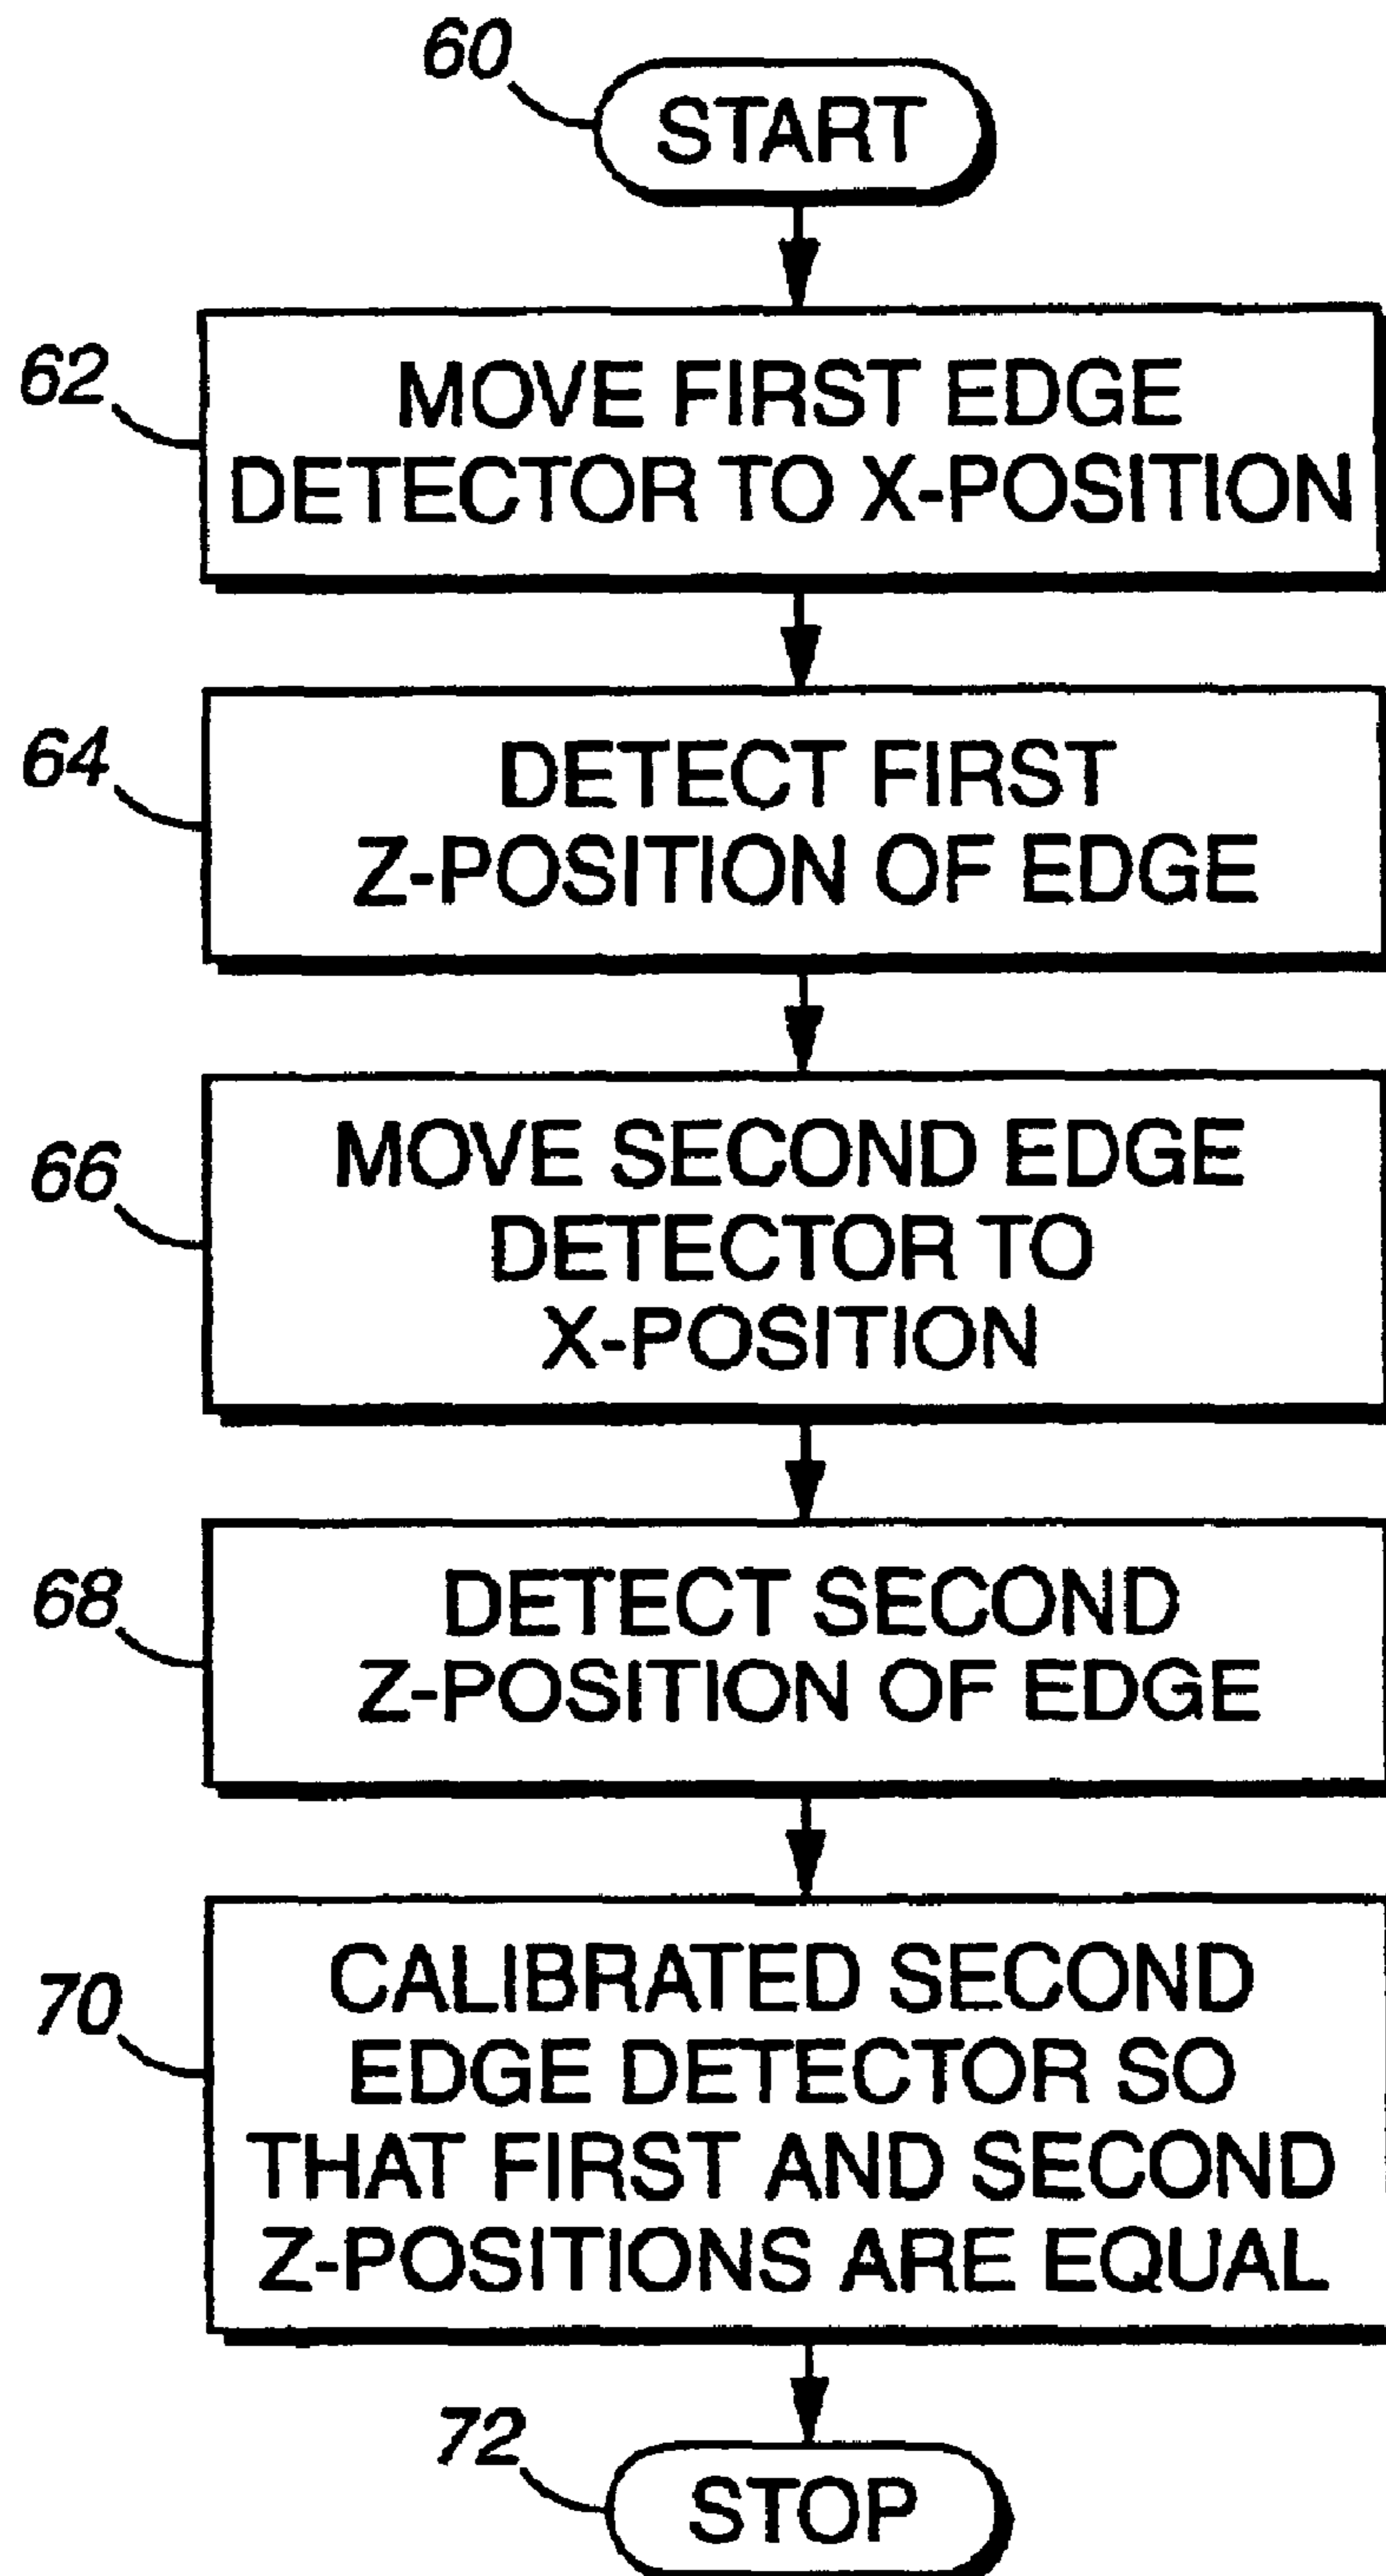 60
START
62
MOVE FIRST EDGE
DETECTOR TO X-POSITION
64
DETECT FIRST
Z-POSITION OF EDGE
66
MOVE SECOND EDGE
DETECTOR TO
X-POSITION
68
DETECT SECOND
Z-POSITION OF EDGE
70
CALIBRATED SECOND
EDGE DETECTOR SO
THAT FIRST AND SECOND
Z-POSITIONS ARE EQUAL
72
STOP